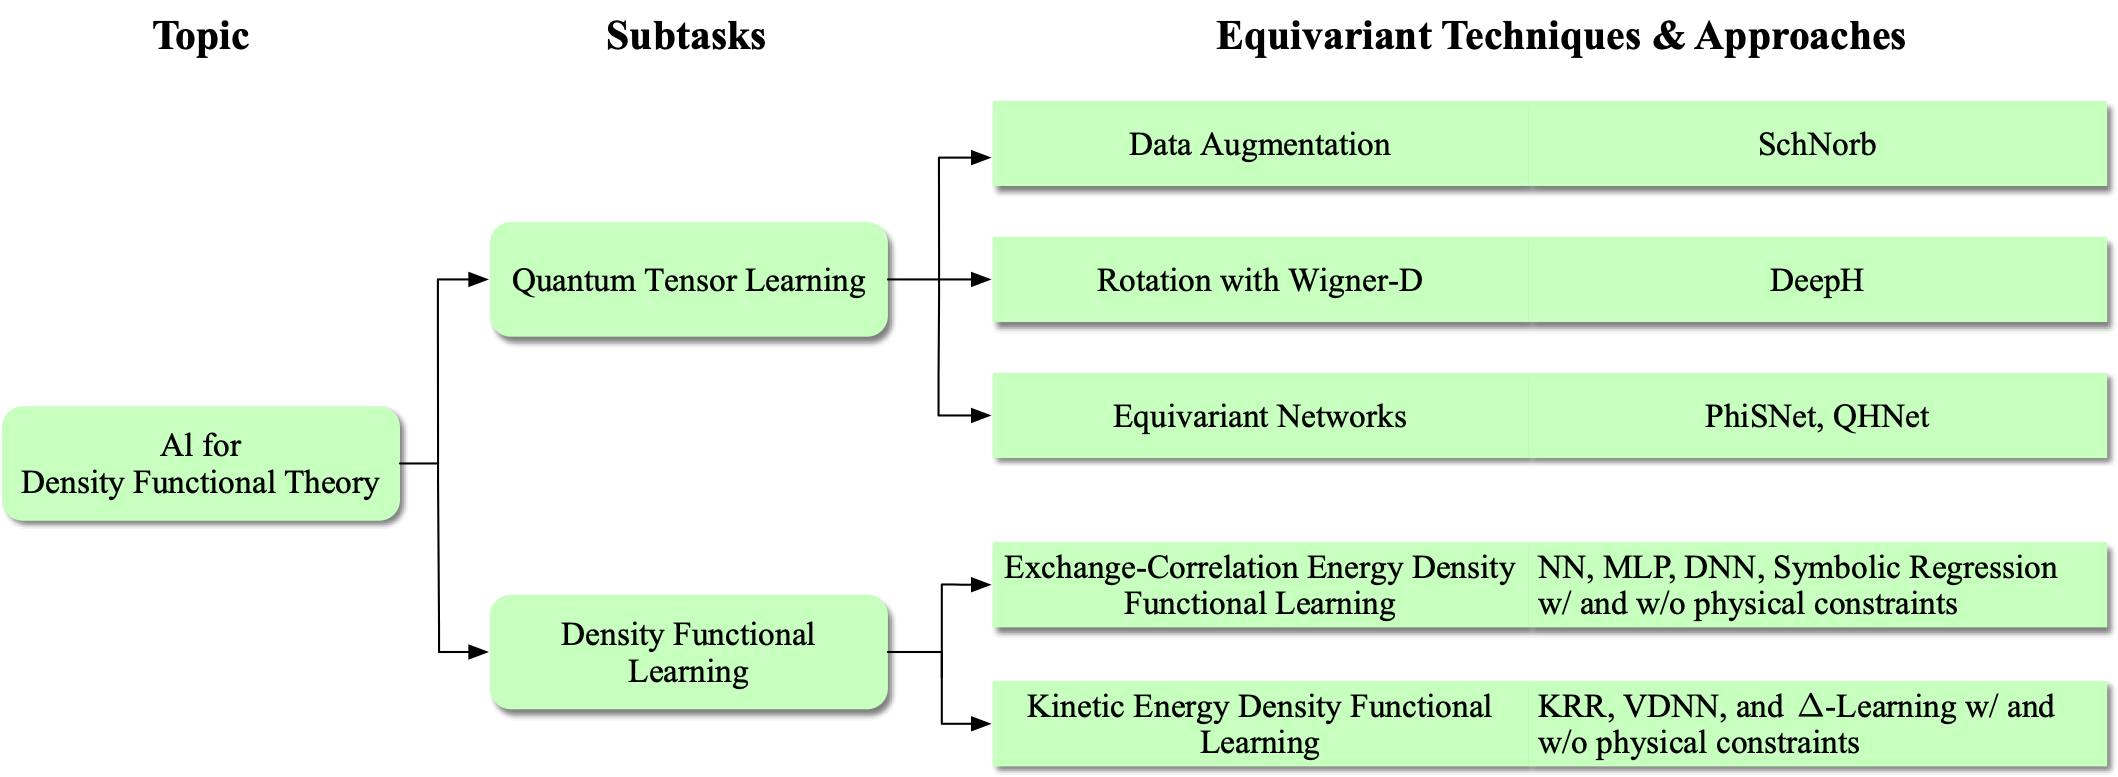 Topic
Subtasks
Equivariant Techniques & Approaches
Data Augmentation
SchNorb
Quantum Tensor Learning
Rotation with Wigner-D
DeepH
Equivariant Networks
PhiSNet, QHNet
Al for
Density Functional Theory
Exchange-Correlation Energy Density
Functional Learning
NN, MLP, DNN, Symbolic Regression
w/ and w/o physical constraints
Density Functional
Learning
Kinetic Energy Density Functional
Learning
KRR, VDNN, and Δ-Learning w/ and
w/o physical constraints